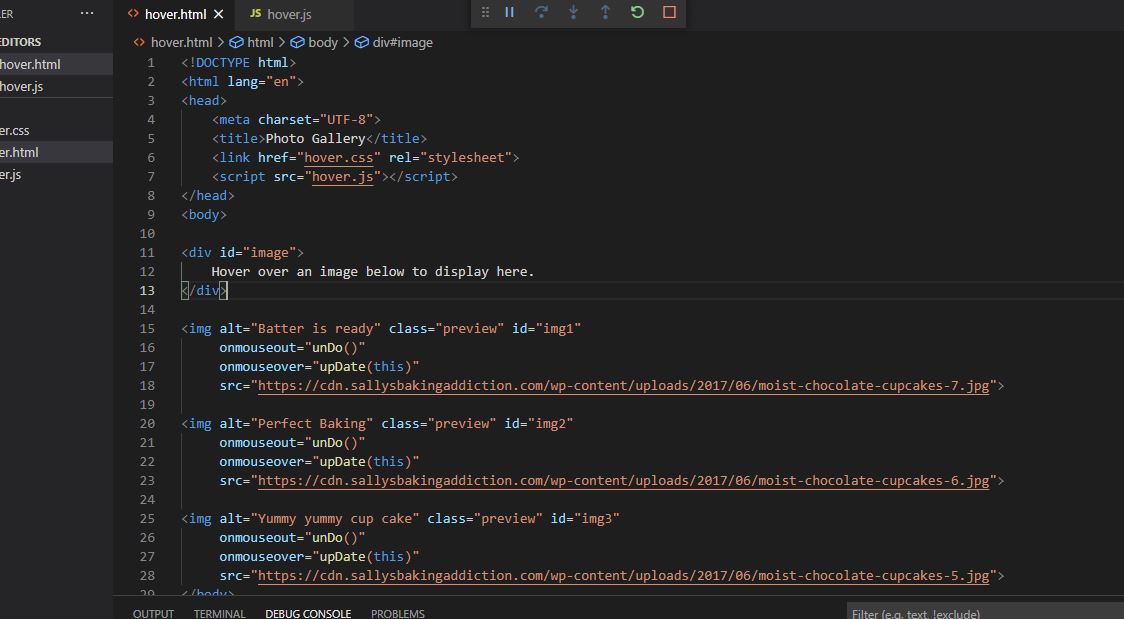 ER ···
hover.html × JS hover.js
EDITORS
hover.html > html > body > div#image
hover.html
hover.js
er.css
er.html
er.js
1 <!DOCTYPE html>
2 <html lang="en">
3 <head>
4 <meta charset="UTF-8">
5 <title>Photo Gallery</title>
6 <link href="hover.css" rel="stylesheet">
7 <script src="hover.js"></script>
8 </head>
9 <body>
10
11 <div id="image">
12 Hover over an image below to display here.
13 </div>
14
15 <img alt="Batter is ready" class="preview" id="img1"
16 onmouseout="unDo()"
17 onmouseover="upDate(this)"
18 src="https://cdn.sallysbakingaddiction.com/wp-content/uploads/2017/06/moist-chocolate-cupcakes-7.jpg">
19
20 <img alt="Perfect Baking" class="preview" id="img2"
21 onmouseout="unDo()"
22 onmouseover="upDate(this)"
23 src="https://cdn.sallysbakingaddiction.com/wp-content/uploads/2017/06/moist-chocolate-cupcakes-6.jpg">
24
25 <img alt="Yummy yummy cup cake" class="preview" id="img3"
26 onmouseout="unDo()"
27 onmouseover="upDate(this)"
28 src="https://cdn.sallysbakingaddiction.com/wp-content/uploads/2017/06/moist-chocolate-cupcakes-5.jpg">
29 </body>
OUTPUT TERMINAL DEBUG CONSOLE PROBLEMS Filter (e.g. text, !exclude)